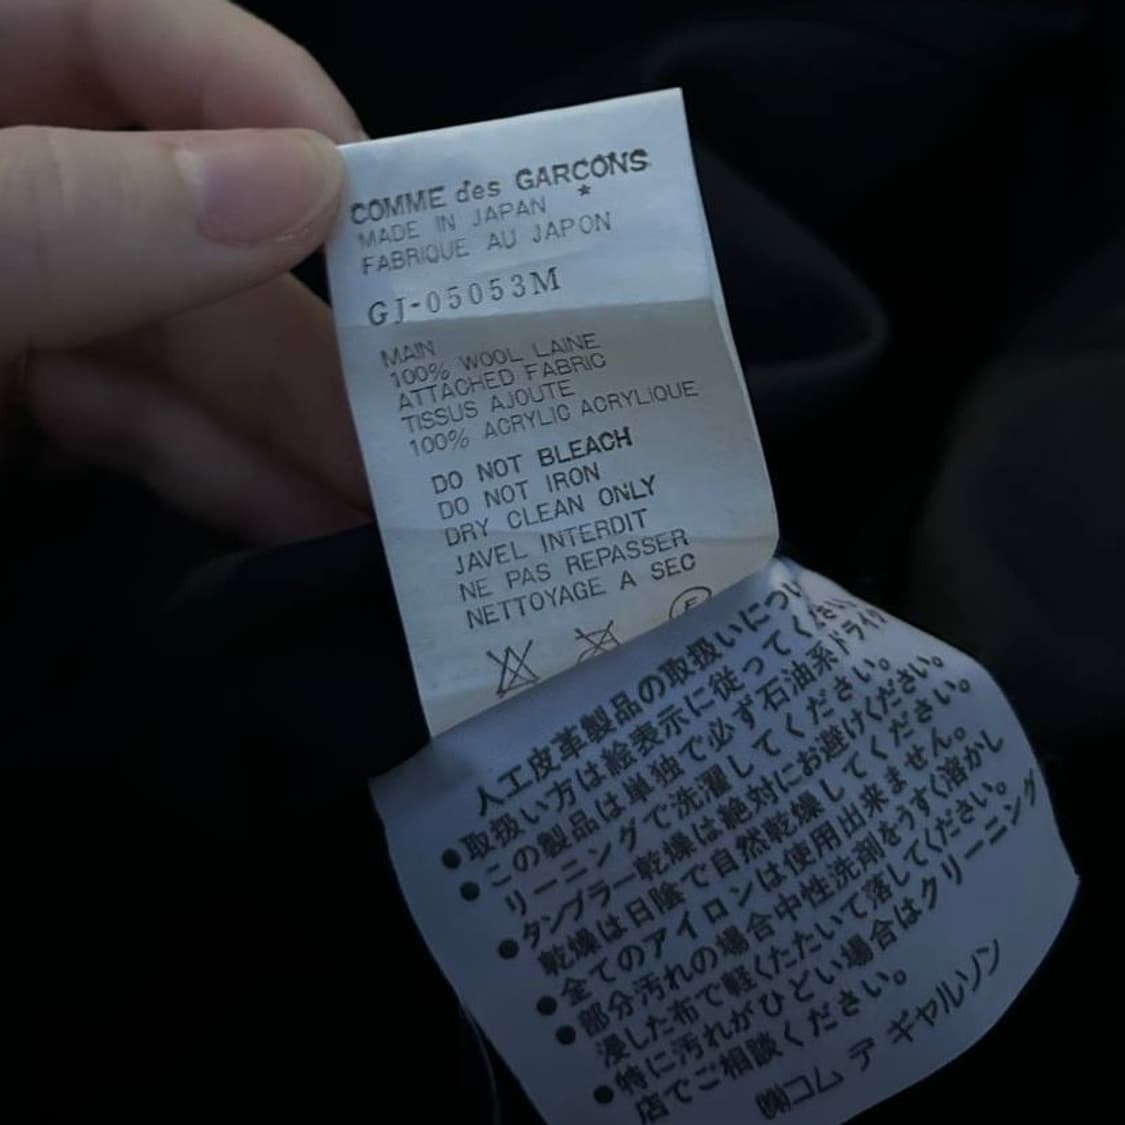 COMME des GARCONS
*
MADE IN JAPAN
FABRIQUE AU JAPON
GJ-05053M
MAIN
100% WOOL LAINE
ATTACHED FABRIC
TISSUS AJOUTE
100% ACRYLIC ACRYLIQUE
DO NOT BLEACH
DO NOT IRON
DRY CLEAN ONLY
JAVEL INTERDIT
NE PAS REPASSER
NETTOYAGE A SEC
F
人工皮革製品の取扱いについ
●取扱い方は絵表示に従ってください
●この製品は単独で必ず石油系ドライク
リーニングで洗濯してください。
●タンブラー乾燥は絶対にお避けください。
乾燥は日陰で自然乾燥してください。
●全てのアイロンは使用出来ません。
●部分汚れの場合中性洗剤をうすく溶かし
浸した布で軽くたたいて落してください。
●特に汚れがひどい場合はクリーニング
店でご相談ください。
㈱コム デ ギャルソン